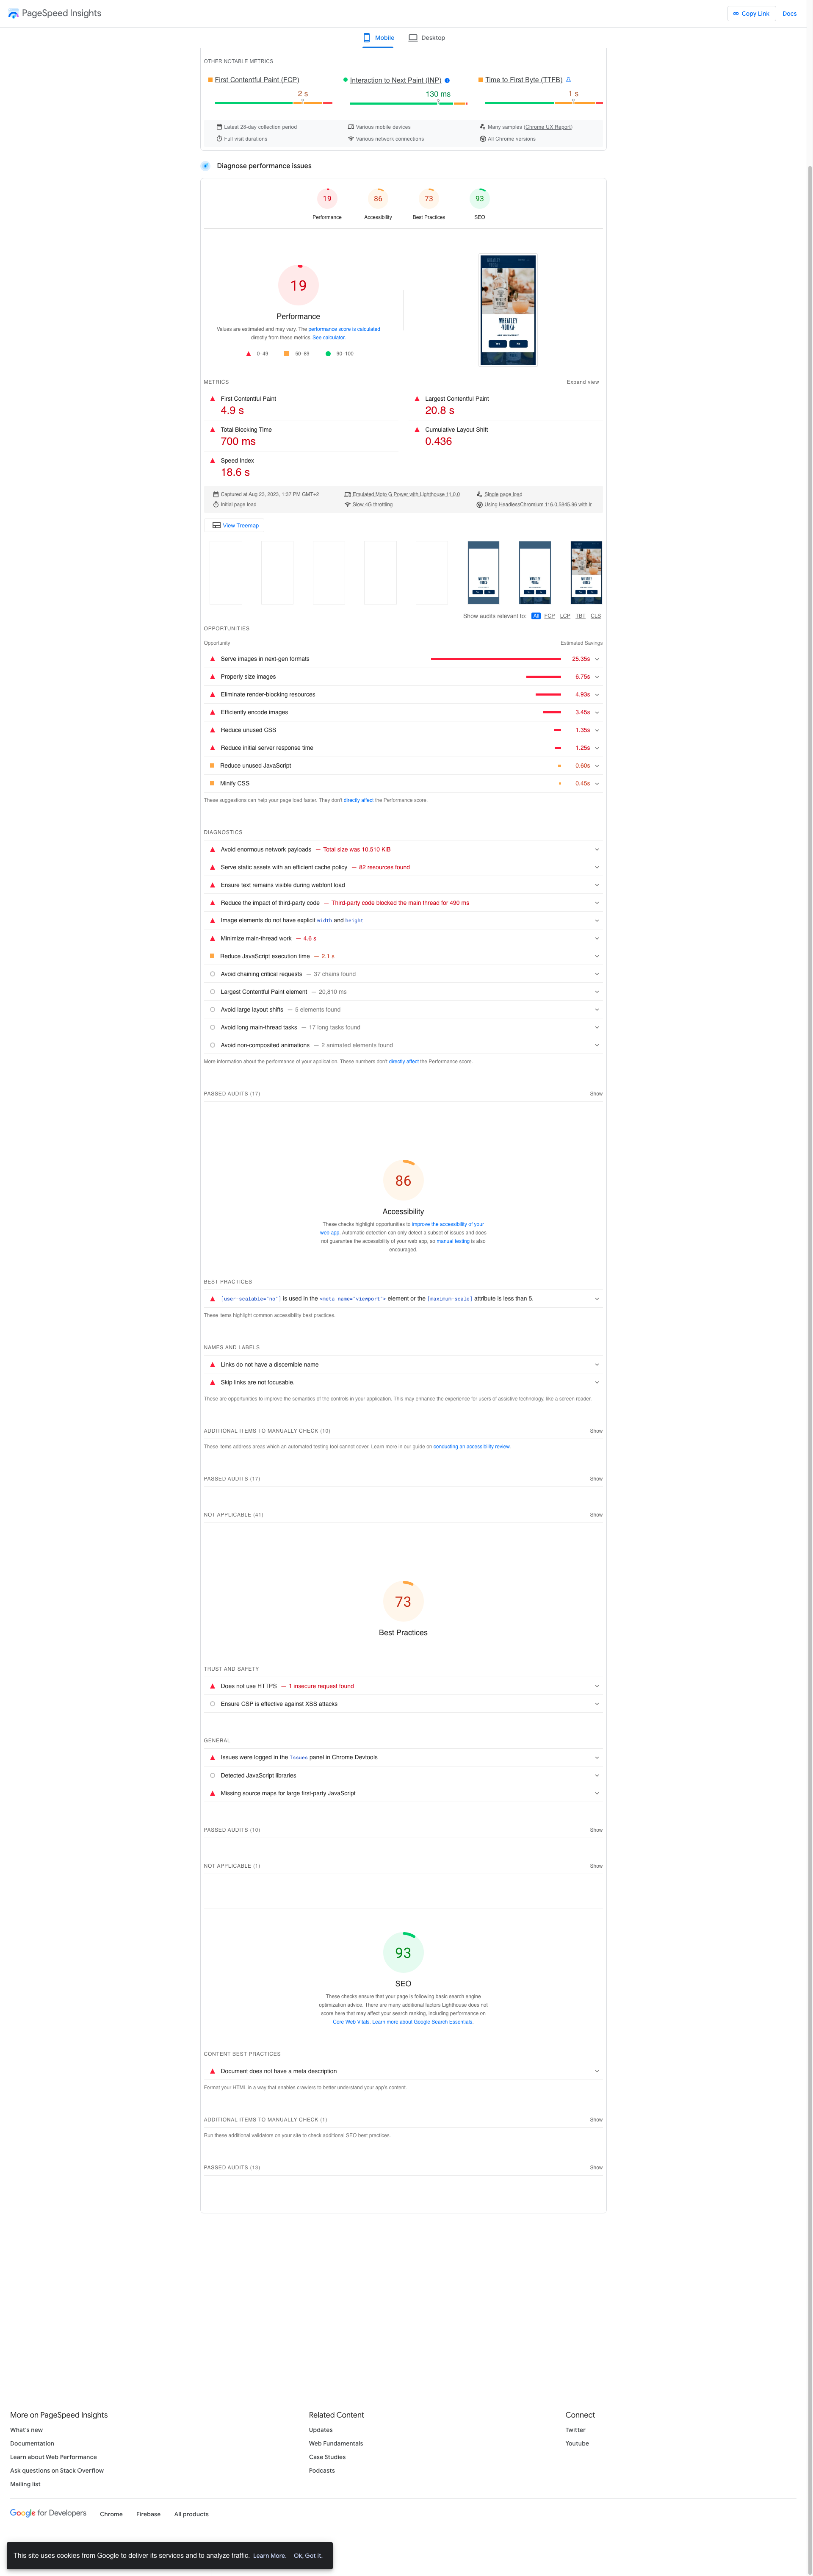 PageSpeed Insights
Copy Link
Docs
Mobile
Desktop
OTHER NOTABLE METRICS
First Contentful Paint (FCP)
2 s
Interaction to Next Paint (INP)
130 ms
Time to First Byte (TTFB)
1 s
Latest 28-day collection period
Various mobile devices
Many samples (Chrome UX Report)
Full visit durations
Various network connections
All Chrome versions
Diagnose performance issues
19
86
73
93
Performance
Accessibility
Best Practices
SEO
19
Performance
Values are estimated and may vary. The performance score is calculated
directly from these metrics. See calculator.
0–49
50–89
90–100
WHEATLEY
VODKA
METRICS
Expand view
First Contentful Paint
4.9 s
Largest Contentful Paint
20.8 s
Total Blocking Time
700 ms
Cumulative Layout Shift
0.436
Speed Index
18.6 s
Captured at Aug 23, 2023, 1:37 PM GMT+2
Emulated Moto G Power with Lighthouse 11.0.0
Single page load
Initial page load
Slow 4G throttling
Using HeadlessChromium 116.0.5845.96 with lr
View Treemap
Show audits relevant to: All FCP LCP TBT CLS
OPPORTUNITIES
Opportunity
Estimated Savings
Serve images in next-gen formats
25.35s
Properly size images
6.75s
Eliminate render-blocking resources
4.93s
Efficiently encode images
3.45s
Reduce unused CSS
1.35s
Reduce initial server response time
1.25s
Reduce unused JavaScript
0.60s
Minify CSS
0.45s
These suggestions can help your page load faster. They don't directly affect the Performance score.
DIAGNOSTICS
Avoid enormous network payloads — Total size was 10,510 KiB
Serve static assets with an efficient cache policy — 82 resources found
Ensure text remains visible during webfont load
Reduce the impact of third-party code — Third-party code blocked the main thread for 490 ms
Image elements do not have explicit width and height
Minimize main-thread work — 4.6 s
Reduce JavaScript execution time — 2.1 s
Avoid chaining critical requests — 37 chains found
Largest Contentful Paint element — 20,810 ms
Avoid large layout shifts — 5 elements found
Avoid long main-thread tasks — 17 long tasks found
Avoid non-composited animations — 2 animated elements found
More information about the performance of your application. These numbers don't directly affect the Performance score.
PASSED AUDITS (17)
Show
86
Accessibility
These checks highlight opportunities to improve the accessibility of your
web app. Automatic detection can only detect a subset of issues and does
not guarantee the accessibility of your web app, so manual testing is also
encouraged.
BEST PRACTICES
[user-scalable="no"] is used in the <meta name="viewport"> element or the [maximum-scale] attribute is less than 5.
These items highlight common accessibility best practices.
NAMES AND LABELS
Links do not have a discernible name
Skip links are not focusable.
These are opportunities to improve the semantics of the controls in your application. This may enhance the experience for users of assistive technology, like a screen reader.
ADDITIONAL ITEMS TO MANUALLY CHECK (10)
Show
These items address areas which an automated testing tool cannot cover. Learn more in our guide on conducting an accessibility review.
PASSED AUDITS (17)
Show
NOT APPLICABLE (41)
Show
73
Best Practices
TRUST AND SAFETY
Does not use HTTPS — 1 insecure request found
Ensure CSP is effective against XSS attacks
GENERAL
Issues were logged in the Issues panel in Chrome Devtools
Detected JavaScript libraries
Missing source maps for large first-party JavaScript
PASSED AUDITS (10)
Show
NOT APPLICABLE (1)
Show
93
SEO
These checks ensure that your page is following basic search engine
optimization advice. There are many additional factors Lighthouse does not
score here that may affect your search ranking, including performance on
Core Web Vitals. Learn more about Google Search Essentials.
CONTENT BEST PRACTICES
Document does not have a meta description
Format your HTML in a way that enables crawlers to better understand your app's content.
ADDITIONAL ITEMS TO MANUALLY CHECK (1)
Show
Run these additional validators on your site to check additional SEO best practices.
PASSED AUDITS (13)
Show
More on PageSpeed Insights
What's new
Documentation
Learn about Web Performance
Ask questions on Stack Overflow
Mailing list
Related Content
Updates
Web Fundamentals
Case Studies
Podcasts
Connect
Twitter
Youtube
Google for Developers
Chrome
Firebase
All products
This site uses cookies from Google to deliver its services and to analyze traffic. Learn More. Ok, Got it.